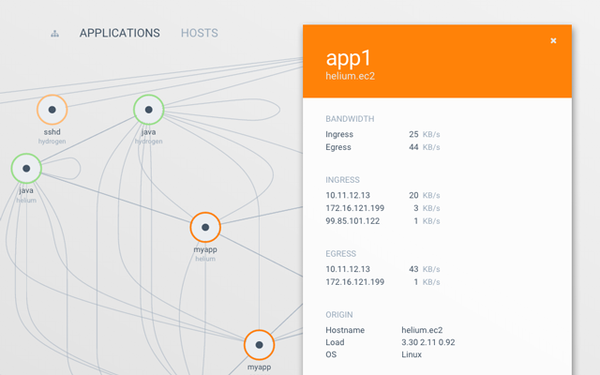 APPLICATIONS HOSTS
sshd
hydrogen
java
hydrogen
java
helium
myapp
helium
myapp
app1
helium.ec2
BANDWIDTH
Ingress 25 KB/s
Egress 44 KB/s
INGRESS
10.11.12.13 20 KB/s
172.16.121.199 3 KB/s
99.85.101.122 1 KB/s
EGRESS
10.11.12.13 43 KB/s
172.16.121.199 1 KB/s
ORIGIN
Hostname helium.ec2
Load 3.30 2.11 0.92
OS Linux